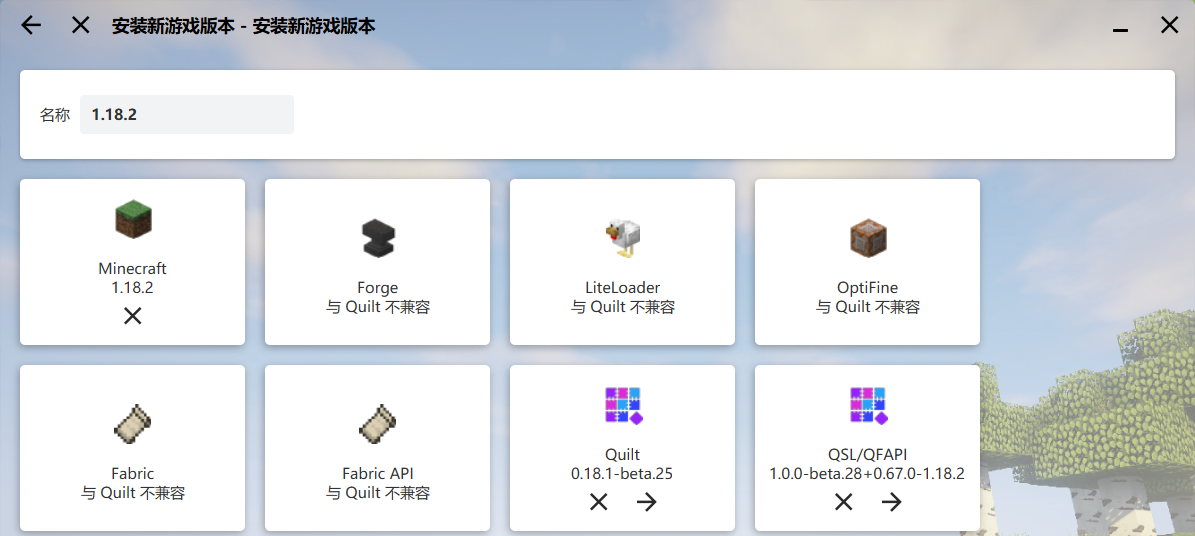 安装新游戏版本 - 安装新游戏版本
名称 1.18.2
Minecraft
1.18.2
Forge
与 Quilt 不兼容
LiteLoader
与 Quilt 不兼容
OptiFine
与 Quilt 不兼容
Fabric
与 Quilt 不兼容
Fabric API
与 Quilt 不兼容
Quilt
0.18.1-beta.25
QSL/QFAPI
1.0.0-beta.28+0.67.0-1.18.2